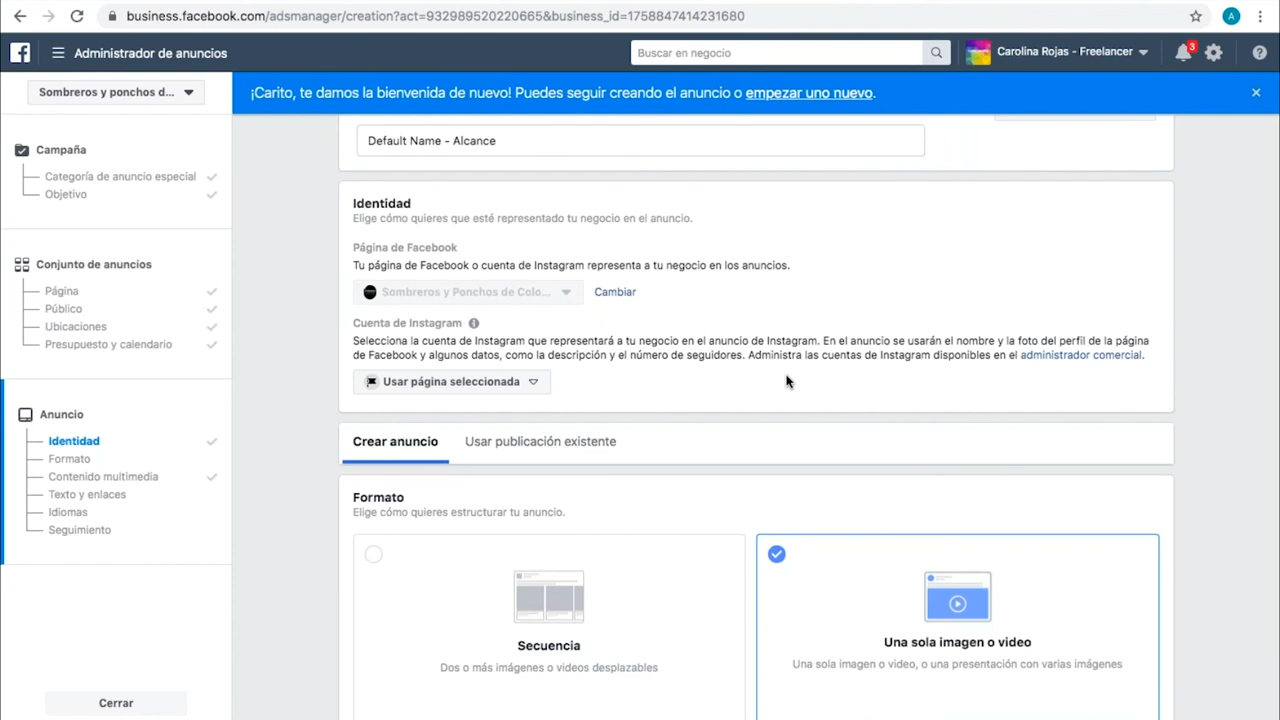 business.facebook.com/adsmanager/creation?act=932989520220665&business_id=1758847414231680
A
Administrador de anuncios
Buscar en negocio
Carolina Rojas - Freelancer
3
Sombreros y ponchos d...
¡Carito, te damos la bienvenida de nuevo! Puedes seguir creando el anuncio o empezar uno nuevo.
Campaña
Categoría de anuncio especial
Objetivo
Conjunto de anuncios
Página
Público
Ubicaciones
Presupuesto y calendario
Anuncio
Identidad
Formato
Contenido multimedia
Texto y enlaces
Idiomas
Seguimiento
Cerrar
Default Name - Alcance
Identidad
Elige cómo quieres que esté representado tu negocio en el anuncio.
Página de Facebook
Tu página de Facebook o cuenta de Instagram representa a tu negocio en los anuncios.
Sombreros y Ponchos de Colo...
Cambiar
Cuenta de Instagram
Selecciona la cuenta de Instagram que representará a tu negocio en el anuncio de Instagram. En el anuncio se usarán el nombre y la foto del perfil de la página
de Facebook y algunos datos, como la descripción y el número de seguidores. Administra las cuentas de Instagram disponibles en el administrador comercial.
Usar página seleccionada
Crear anuncio
Usar publicación existente
Formato
Elige cómo quieres estructurar tu anuncio.
Secuencia
Dos o más imágenes o videos desplazables
Una sola imagen o video
Una sola imagen o video, o una presentación con varias imágenes